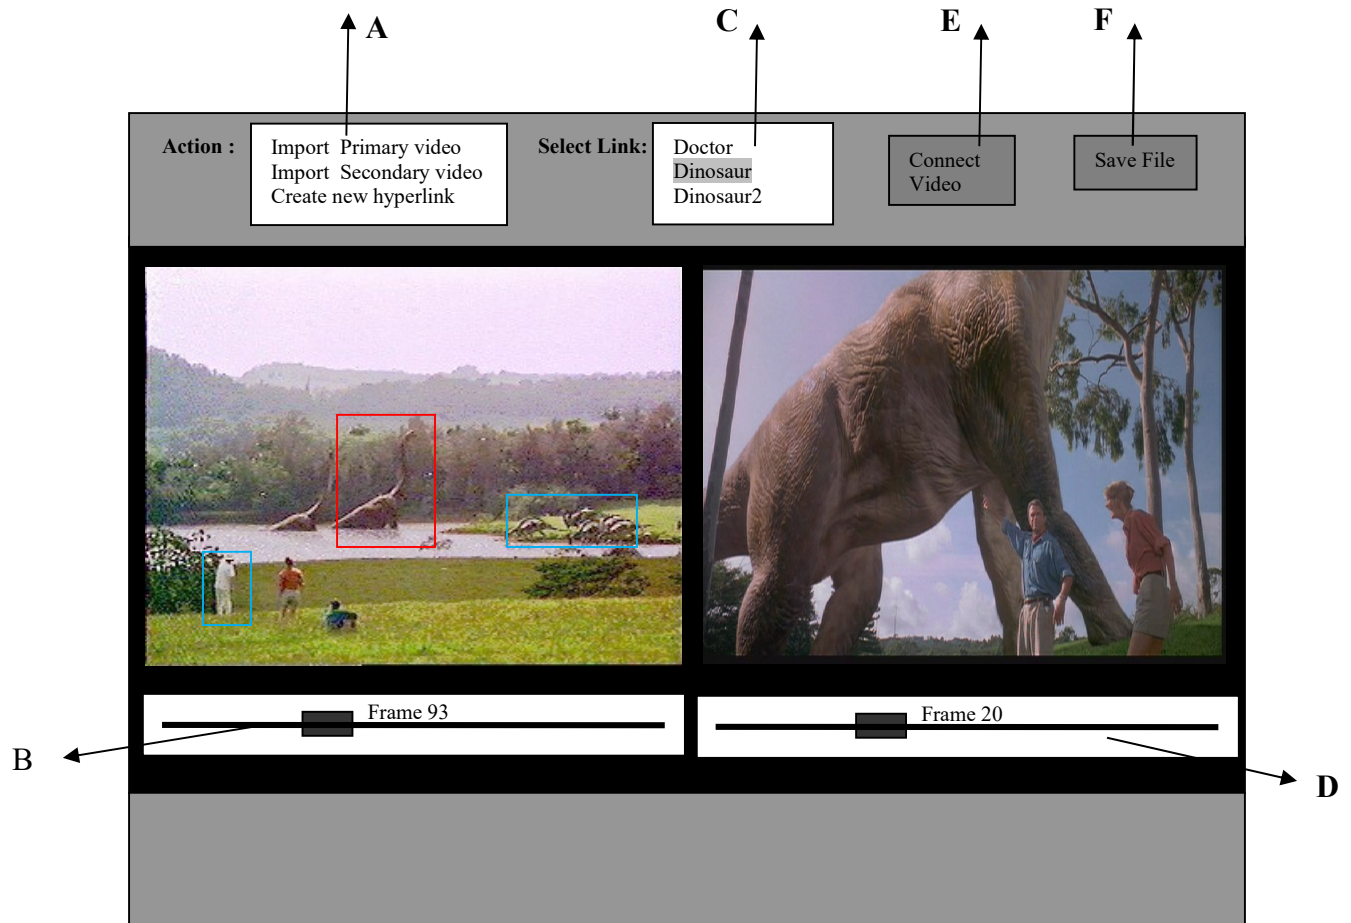 A
C
E
F
Action :
Import Primary video
Import Secondary video
Create new hyperlink
Select Link:
Doctor
Dinosaur
Dinosaur2
Connect
Video
Save File
Frame 93
Frame 20
B
D